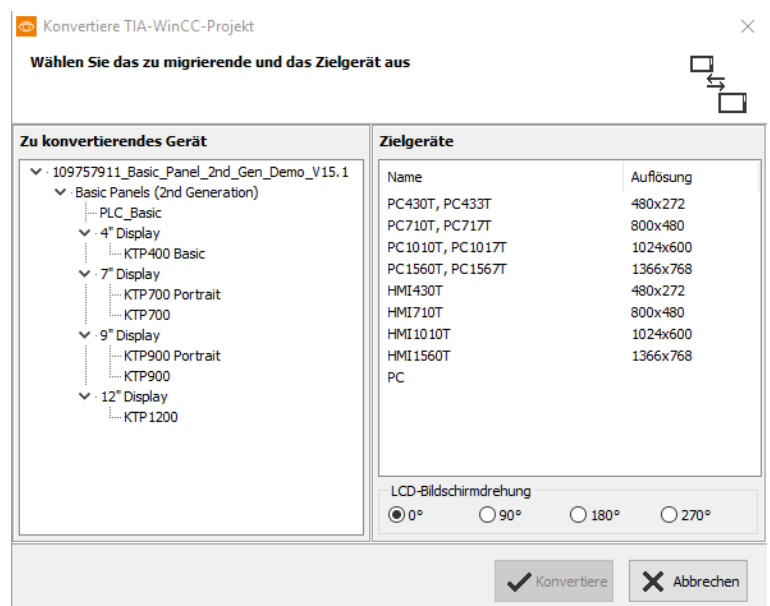 Konvertiere TIA-WinCC-Projekt
Wählen Sie das zu migrierende und das Zielgerät aus
Zu konvertierendes Gerät
109757911_Basic_Panel_2nd_Gen_Demo_V15.1
Basic Panels (2nd Generation)
PLC_Basic
4" Display
KTP400 Basic
7" Display
KTP700 Portrait
KTP700
9" Display
KTP900 Portrait
KTP900
12" Display
KTP1200
Zielgeräte
Name Auflösung
PC430T, PC433T 480x272
PC710T, PC717T 800x480
PC1010T, PC1017T 1024x600
PC1560T, PC1567T 1366x768
HMI430T 480x272
HMI710T 800x480
HMI1010T 1024x600
HMI1560T 1366x768
PC
LCD-Bildschirmdrehung
0° 90° 180° 270°
Konvertiere Abbrechen